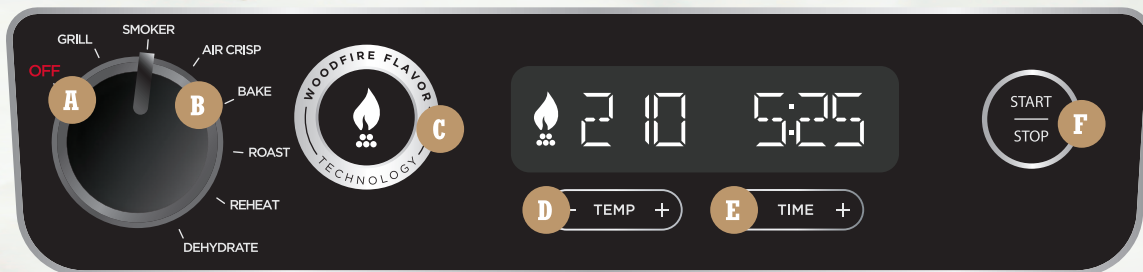 SMOKER
GRILL
AIR CRISP
OFF
A
B
BAKE
ROAST
REHEAT
DEHYDRATE
WOODFIRE FLAVOR
TECHNOLOGY
C
210 5:25
D
- TEMP +
E
TIME +
START
STOP
F